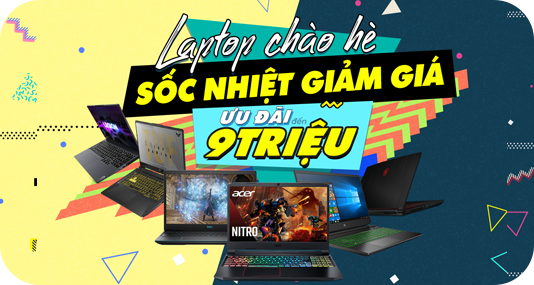 Laptop chào hè
SỐC NHIỆT GIẢM GIÁ
ƯU ĐÃI đến
9TRIỆU
acer
NITRO